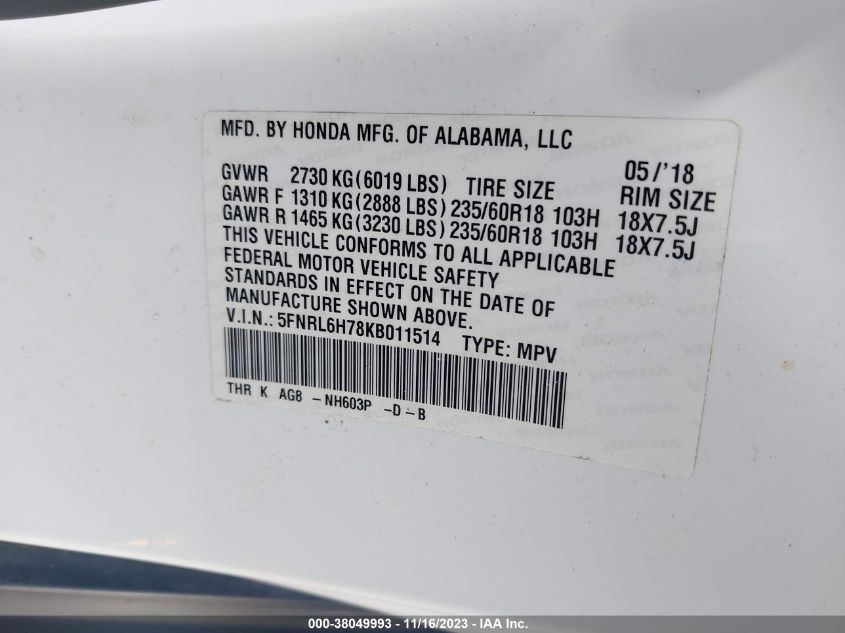 MFD. BY HONDA MFG. OF ALABAMA, LLC
05/'18
GVWR 2730 KG(6019 LBS) TIRE SIZE RIM SIZE
GAWR F 1310 KG(2888 LBS) 235/60R18 103H 18X7.5J
GAWR R 1465 KG(3230 LBS) 235/60R18 103H 18X7.5J
THIS VEHICLE CONFORMS TO ALL APPLICABLE
FEDERAL MOTOR VEHICLE SAFETY
STANDARDS IN EFFECT ON THE DATE OF
MANUFACTURE SHOWN ABOVE.
V.I.N.: 5FNRL6H78KB011514 TYPE: MPV
THR K AG8 -NH603P -D-B
000-38049993 - 11/16/2023 - IAA Inc.